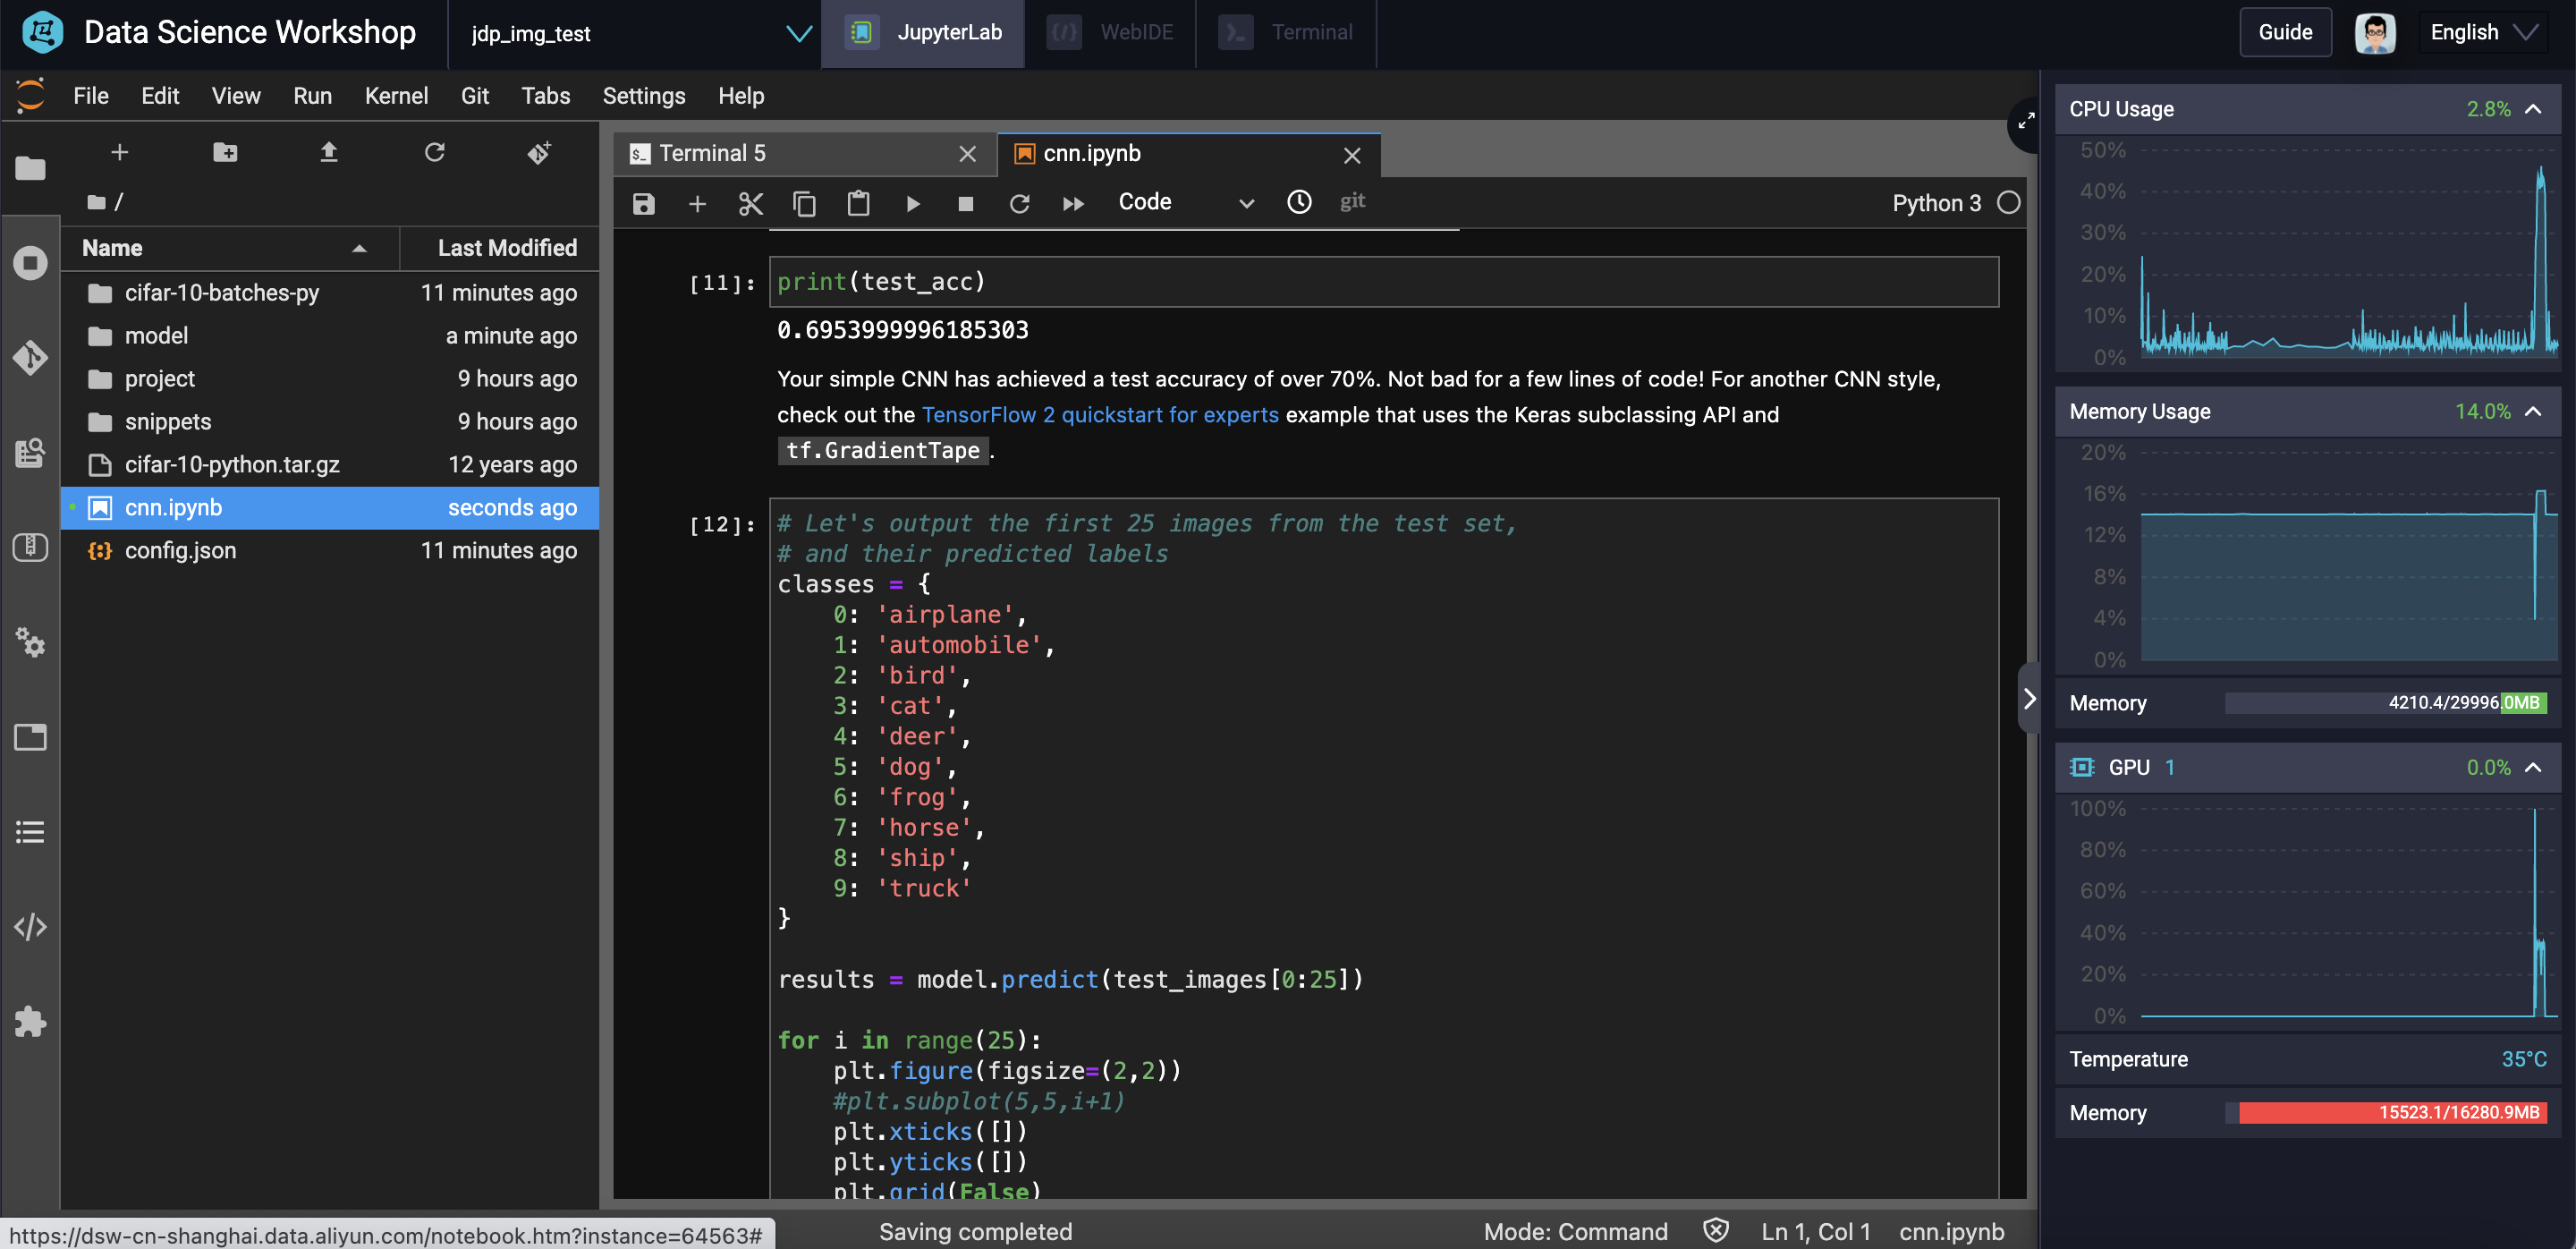 Data Science Workshop
jdp_img_test
JupyterLab
WebIDE
Terminal
Guide
English
File Edit View Run Kernel Git Tabs Settings Help
/
Name Last Modified
cifar-10-batches-py 11 minutes ago
model a minute ago
project 9 hours ago
snippets 9 hours ago
cifar-10-python.tar.gz 12 years ago
cnn.ipynb seconds ago
config.json 11 minutes ago
Terminal 5
cnn.ipynb
Code
git
Python 3
[11]: print(test_acc)
0.6953999996185303
Your simple CNN has achieved a test accuracy of over 70%. Not bad for a few lines of code! For another CNN style,
check out the TensorFlow 2 quickstart for experts example that uses the Keras subclassing API and
tf.GradientTape.
[12]: # Let's output the first 25 images from the test set,
# and their predicted labels
classes = {
0: 'airplane',
1: 'automobile',
2: 'bird',
3: 'cat',
4: 'deer',
5: 'dog',
6: 'frog',
7: 'horse',
8: 'ship',
9: 'truck'
}
results = model.predict(test_images[0:25])
for i in range(25):
plt.figure(figsize=(2,2))
#plt.subplot(5,5,i+1)
plt.xticks([])
plt.yticks([])
plt.grid(False)
CPU Usage 2.8%
50%
40%
30%
20%
10%
0%
Memory Usage 14.0%
20%
16%
12%
8%
4%
0%
Memory 4210.4/29996.0MB
GPU 1 0.0%
100%
80%
60%
40%
20%
0%
Temperature 35°C
Memory 15523.1/16280.9MB
https://dsw-cn-shanghai.data.aliyun.com/notebook.htm?instance=64563#
Saving completed
Mode: Command
Ln 1, Col 1
cnn.ipynb